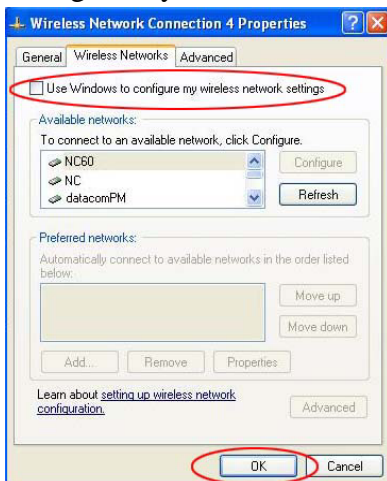 Wireless Network Connection 4 Properties
General Wireless Networks Advanced
Use Windows to configure my wireless network settings
Available networks:
To connect to an available network, click Configure.
NC60
Configure
NC
datacomPM
Refresh
Preferred networks:
Automatically connect to available networks in the order listed
below:
Move up
Move down
Add... Remove Properties
Learn about setting up wireless network
configuration.
Advanced
OK Cancel